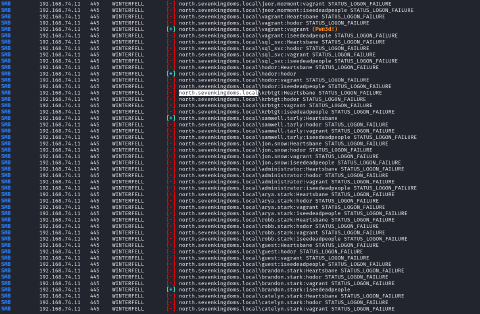 SMB 192.168.74.11 445 WINTERFELL [-] north.sevenkingdoms.local\jeor.mormont:vagrant STATUS_LOGON_FAILURE
SMB 192.168.74.11 445 WINTERFELL [-] north.sevenkingdoms.local\jeor.mormont:iseedeadpeople STATUS_LOGON_FAILURE
SMB 192.168.74.11 445 WINTERFELL [-] north.sevenkingdoms.local\vagrant:Heartsbane STATUS_LOGON_FAILURE
SMB 192.168.74.11 445 WINTERFELL [-] north.sevenkingdoms.local\vagrant:hodor STATUS_LOGON_FAILURE
SMB 192.168.74.11 445 WINTERFELL [+] north.sevenkingdoms.local\vagrant:vagrant (Pwn3d!)
SMB 192.168.74.11 445 WINTERFELL [-] north.sevenkingdoms.local\vagrant:iseedeadpeople STATUS_LOGON_FAILURE
SMB 192.168.74.11 445 WINTERFELL [-] north.sevenkingdoms.local\sql_svc:Heartsbane STATUS_LOGON_FAILURE
SMB 192.168.74.11 445 WINTERFELL [-] north.sevenkingdoms.local\sql_svc:hodor STATUS_LOGON_FAILURE
SMB 192.168.74.11 445 WINTERFELL [-] north.sevenkingdoms.local\sql_svc:vagrant STATUS_LOGON_FAILURE
SMB 192.168.74.11 445 WINTERFELL [-] north.sevenkingdoms.local\sql_svc:iseedeadpeople STATUS_LOGON_FAILURE
SMB 192.168.74.11 445 WINTERFELL [-] north.sevenkingdoms.local\hodor:Heartsbane STATUS_LOGON_FAILURE
SMB 192.168.74.11 445 WINTERFELL [+] north.sevenkingdoms.local\hodor:hodor
SMB 192.168.74.11 445 WINTERFELL [-] north.sevenkingdoms.local\hodor:vagrant STATUS_LOGON_FAILURE
SMB 192.168.74.11 445 WINTERFELL [-] north.sevenkingdoms.local\hodor:iseedeadpeople STATUS_LOGON_FAILURE
SMB 192.168.74.11 445 WINTERFELL [-] north.sevenkingdoms.local\krbtgt:Heartsbane STATUS_LOGON_FAILURE
SMB 192.168.74.11 445 WINTERFELL [-] north.sevenkingdoms.local\krbtgt:hodor STATUS_LOGON_FAILURE
SMB 192.168.74.11 445 WINTERFELL [-] north.sevenkingdoms.local\krbtgt:vagrant STATUS_LOGON_FAILURE
SMB 192.168.74.11 445 WINTERFELL [-] north.sevenkingdoms.local\krbtgt:iseedeadpeople STATUS_LOGON_FAILURE
SMB 192.168.74.11 445 WINTERFELL [+] north.sevenkingdoms.local\samwell.tarly:Heartsbane
SMB 192.168.74.11 445 WINTERFELL [-] north.sevenkingdoms.local\samwell.tarly:hodor STATUS_LOGON_FAILURE
SMB 192.168.74.11 445 WINTERFELL [-] north.sevenkingdoms.local\samwell.tarly:vagrant STATUS_LOGON_FAILURE
SMB 192.168.74.11 445 WINTERFELL [-] north.sevenkingdoms.local\samwell.tarly:iseedeadpeople STATUS_LOGON_FAILURE
SMB 192.168.74.11 445 WINTERFELL [-] north.sevenkingdoms.local\jon.snow:Heartsbane STATUS_LOGON_FAILURE
SMB 192.168.74.11 445 WINTERFELL [-] north.sevenkingdoms.local\jon.snow:hodor STATUS_LOGON_FAILURE
SMB 192.168.74.11 445 WINTERFELL [-] north.sevenkingdoms.local\jon.snow:vagrant STATUS_LOGON_FAILURE
SMB 192.168.74.11 445 WINTERFELL [-] north.sevenkingdoms.local\jon.snow:iseedeadpeople STATUS_LOGON_FAILURE
SMB 192.168.74.11 445 WINTERFELL [-] north.sevenkingdoms.local\administrator:Heartsbane STATUS_LOGON_FAILURE
SMB 192.168.74.11 445 WINTERFELL [-] north.sevenkingdoms.local\administrator:hodor STATUS_LOGON_FAILURE
SMB 192.168.74.11 445 WINTERFELL [-] north.sevenkingdoms.local\administrator:vagrant STATUS_LOGON_FAILURE
SMB 192.168.74.11 445 WINTERFELL [-] north.sevenkingdoms.local\administrator:iseedeadpeople STATUS_LOGON_FAILURE
SMB 192.168.74.11 445 WINTERFELL [-] north.sevenkingdoms.local\arya.stark:Heartsbane STATUS_LOGON_FAILURE
SMB 192.168.74.11 445 WINTERFELL [-] north.sevenkingdoms.local\arya.stark:hodor STATUS_LOGON_FAILURE
SMB 192.168.74.11 445 WINTERFELL [-] north.sevenkingdoms.local\arya.stark:vagrant STATUS_LOGON_FAILURE
SMB 192.168.74.11 445 WINTERFELL [-] north.sevenkingdoms.local\arya.stark:iseedeadpeople STATUS_LOGON_FAILURE
SMB 192.168.74.11 445 WINTERFELL [-] north.sevenkingdoms.local\robb.stark:Heartsbane STATUS_LOGON_FAILURE
SMB 192.168.74.11 445 WINTERFELL [-] north.sevenkingdoms.local\robb.stark:hodor STATUS_LOGON_FAILURE
SMB 192.168.74.11 445 WINTERFELL [-] north.sevenkingdoms.local\robb.stark:vagrant STATUS_LOGON_FAILURE
SMB 192.168.74.11 445 WINTERFELL [-] north.sevenkingdoms.local\robb.stark:iseedeadpeople STATUS_LOGON_FAILURE
SMB 192.168.74.11 445 WINTERFELL [-] north.sevenkingdoms.local\guest:Heartsbane STATUS_LOGON_FAILURE
SMB 192.168.74.11 445 WINTERFELL [-] north.sevenkingdoms.local\guest:hodor STATUS_LOGON_FAILURE
SMB 192.168.74.11 445 WINTERFELL [-] north.sevenkingdoms.local\guest:vagrant STATUS_LOGON_FAILURE
SMB 192.168.74.11 445 WINTERFELL [-] north.sevenkingdoms.local\guest:iseedeadpeople STATUS_LOGON_FAILURE
SMB 192.168.74.11 445 WINTERFELL [-] north.sevenkingdoms.local\brandon.stark:Heartsbane STATUS_LOGON_FAILURE
SMB 192.168.74.11 445 WINTERFELL [-] north.sevenkingdoms.local\brandon.stark:hodor STATUS_LOGON_FAILURE
SMB 192.168.74.11 445 WINTERFELL [-] north.sevenkingdoms.local\brandon.stark:vagrant STATUS_LOGON_FAILURE
SMB 192.168.74.11 445 WINTERFELL [+] north.sevenkingdoms.local\brandon.stark:iseedeadpeople
SMB 192.168.74.11 445 WINTERFELL [-] north.sevenkingdoms.local\catelyn.stark:Heartsbane STATUS_LOGON_FAILURE
SMB 192.168.74.11 445 WINTERFELL [-] north.sevenkingdoms.local\catelyn.stark:hodor STATUS_LOGON_FAILURE
SMB 192.168.74.11 445 WINTERFELL [-] north.sevenkingdoms.local\catelyn.stark:vagrant STATUS_LOGON_FAILURE